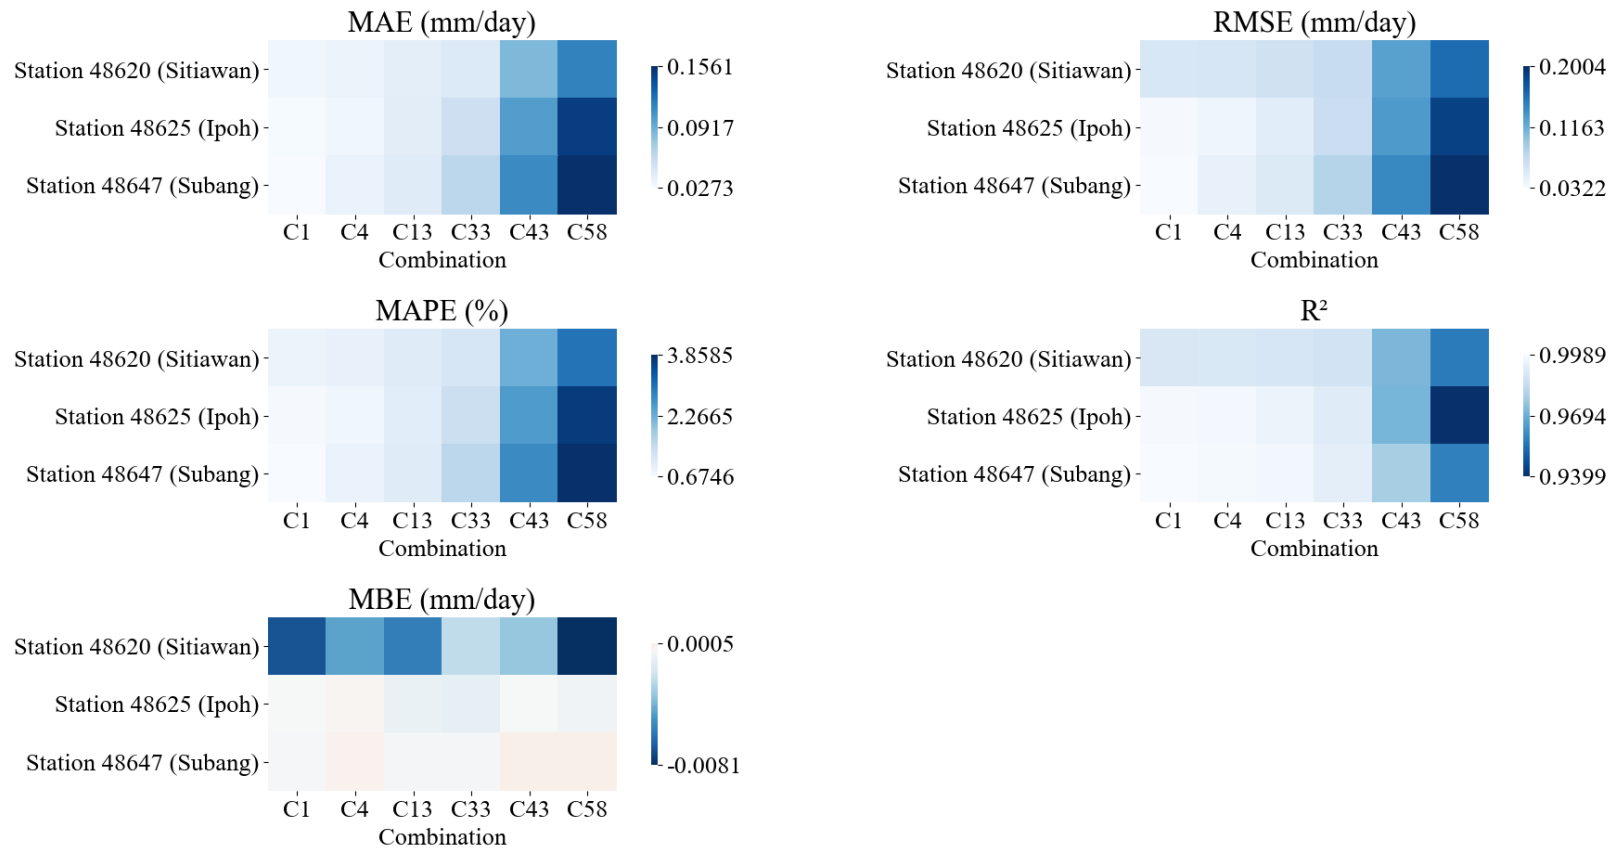 MAE (mm/day)
Station 48620 (Sitiawan)
Station 48625 (Ipoh)
Station 48647 (Subang)
C1 C4 C13 C33 C43 C58
Combination
0.1561
0.0917
0.0273
RMSE (mm/day)
Station 48620 (Sitiawan)
Station 48625 (Ipoh)
Station 48647 (Subang)
C1 C4 C13 C33 C43 C58
Combination
0.2004
0.1163
0.0322
MAPE (%)
Station 48620 (Sitiawan)
Station 48625 (Ipoh)
Station 48647 (Subang)
C1 C4 C13 C33 C43 C58
Combination
3.8585
2.2665
0.6746
R²
Station 48620 (Sitiawan)
Station 48625 (Ipoh)
Station 48647 (Subang)
C1 C4 C13 C33 C43 C58
Combination
0.9989
0.9694
0.9399
MBE (mm/day)
Station 48620 (Sitiawan)
Station 48625 (Ipoh)
Station 48647 (Subang)
C1 C4 C13 C33 C43 C58
Combination
0.0005
-0.0081